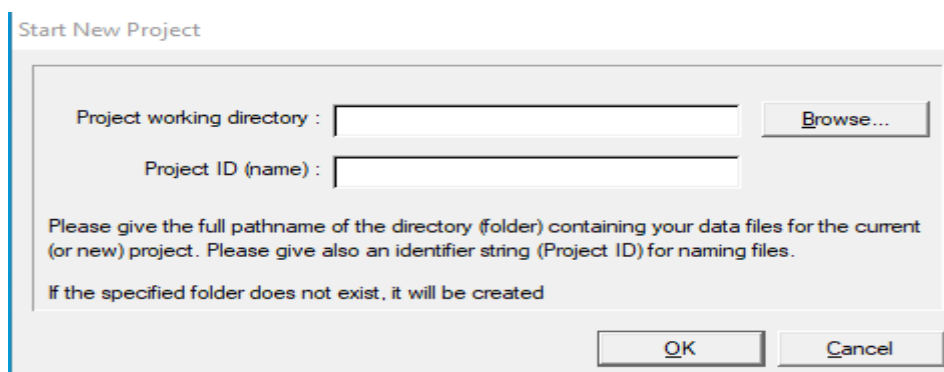 Start New Project
Project working directory :
Browse...
Project ID (name) :
Please give the full pathname of the directory (folder) containing your data files for the current
(or new) project. Please give also an identifier string (Project ID) for naming files.
If the specified folder does not exist, it will be created
OK Cancel